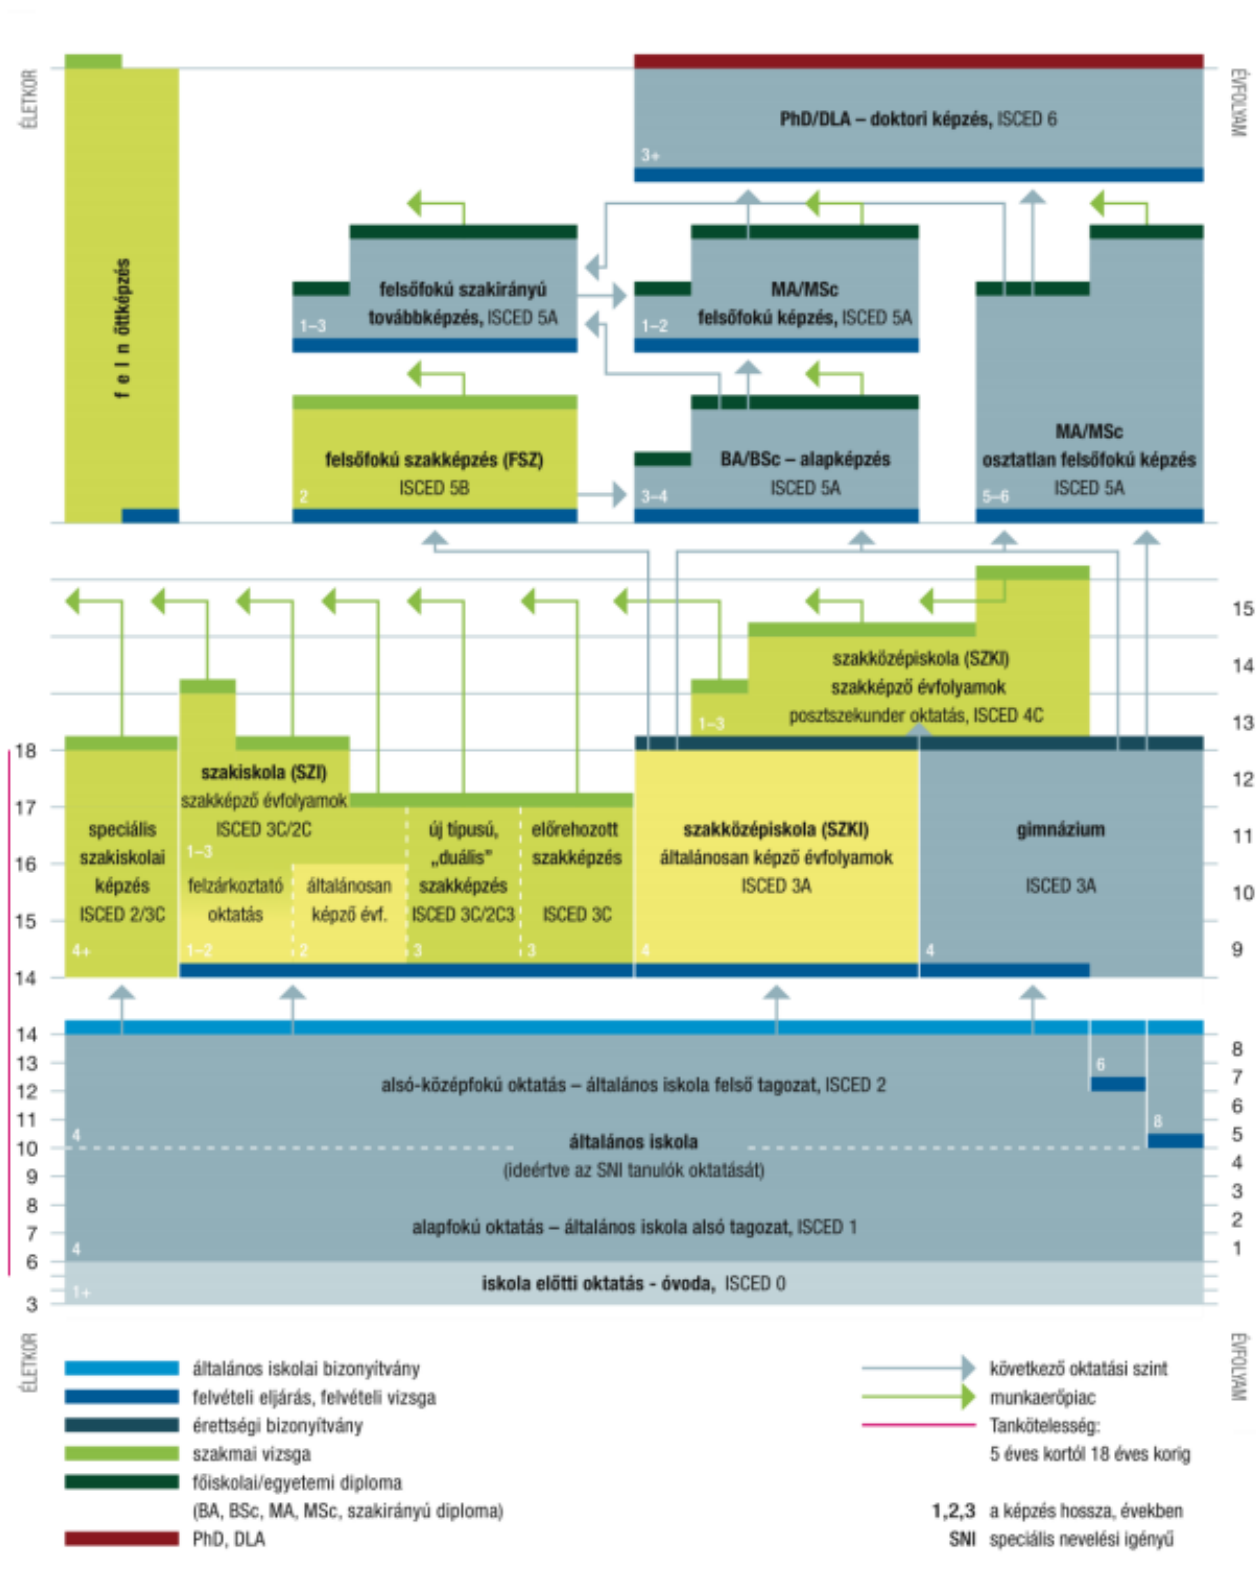 ÉLETKOR
ÉVFOLYAM
PhD/DLA – doktori képzés, ISCED 6
3+
felnőttképzés
felsőfokú szakirányú
továbbképzés, ISCED 5A
1–3
MA/MSc
felsőfokú képzés, ISCED 5A
1–2
felsőfokú szakképzés (FSZ)
ISCED 5B
2
BA/BSc – alapképzés
ISCED 5A
3–4
MA/MSc
osztatlan felsőfokú képzés
ISCED 5A
5–6
15
14
13
12
11
10
9
szakközépiskola (SZKI)
szakképző évfolyamok
posztszekunder oktatás, ISCED 4C
1–3
18
17
16
15
14
speciális
szakiskolai
képzés
ISCED 2/3C
4+
szakiskola (SZI)
szakképző évfolyamok
ISCED 3C/2C
1–3
felzárkoztató
oktatás
1–2
általánosan
képző évf.
2
új típusú,
„duális”
szakképzés
ISCED 3C/2C3
3
előrehozott
szakképzés
ISCED 3C
3
szakközépiskola (SZKI)
általánosan képző évfolyamok
ISCED 3A
4
gimnázium
ISCED 3A
4
14
13
12
11
10
9
8
7
6
3
8
7
6
5
4
3
2
1
6
8
alsó-középfokú oktatás – általános iskola felső tagozat, ISCED 2
4
általános iskola
(ideértve az SNI tanulók oktatását)
alapfokú oktatás – általános iskola alsó tagozat, ISCED 1
4
iskola előtti oktatás - óvoda, ISCED 0
1+
ÉLETKOR
ÉVFOLYAM
általános iskolai bizonyítvány
felvételi eljárás, felvételi vizsga
érettségi bizonyítvány
szakmai vizsga
főiskolai/egyetemi diploma
(BA, BSc, MA, MSc, szakirányú diploma)
PhD, DLA
következő oktatási szint
munkaerőpiac
Tankötelesség:
5 éves kortól 18 éves korig
1,2,3 a képzés hossza, években
SNI speciális nevelési igényű